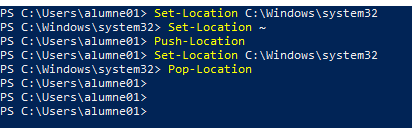 PS C:\Users\alumne01> Set-Location C:\Windows\system32
PS C:\Windows\system32> Set-Location ~
PS C:\Users\alumne01> Push-Location
PS C:\Users\alumne01> Set-Location C:\Windows\system32
PS C:\Windows\system32> Pop-Location
PS C:\Users\alumne01>
PS C:\Users\alumne01>
PS C:\Users\alumne01>